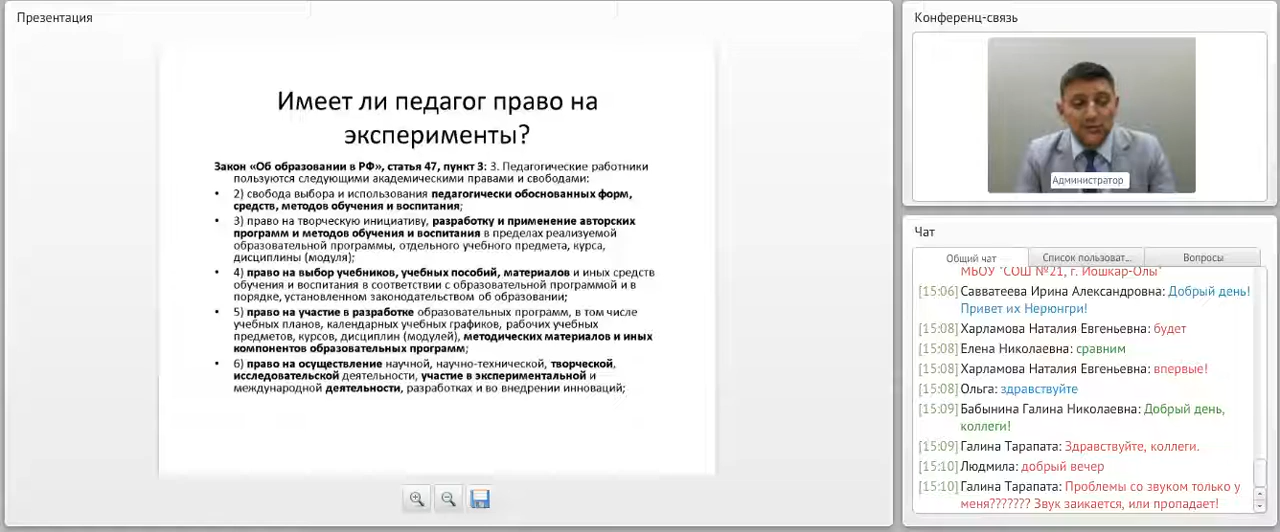 Презентация
Имеет ли педагог право на
эксперименты?
Закон «Об образовании в РФ», статья 47, пункт 3: 3. Педагогические работники
пользуются следующими академическими правами и свободами:
• 2) свобода выбора и использования педагогически обоснованных форм,
средств, методов обучения и воспитания;
• 3) право на творческую инициативу, разработку и применение авторских
программ и методов обучения и воспитания в пределах реализуемой
образовательной программы, отдельного учебного предмета, курса,
дисциплины (модуля);
• 4) право на выбор учебников, учебных пособий, материалов и иных средств
обучения и воспитания в соответствии с образовательной программой и в
порядке, установленном законодательством об образовании;
• 5) право на участие в разработке образовательных программ, в том числе
учебных планов, календарных учебных графиков, рабочих учебных
предметов, курсов, дисциплин (модулей), методических материалов и иных
компонентов образовательных программ;
• 6) право на осуществление научной, научно-технической, творческой,
исследовательской деятельности, участие в экспериментальной и
международной деятельности, разработках и во внедрении инноваций;
Конференц-связь
Администратор
Чат
Общий чат
Список пользоват...
Вопросы
МБОУ "СОШ №21, г. Йошкар-Олы"
[15:06] Савватеева Ирина Александровна: Добрый день!
Привет их Нерюнгри!
[15:08] Харламова Наталия Евгеньевна: будет
[15:08] Елена Николаевна: сравним
[15:08] Харламова Наталия Евгеньевна: впервые!
[15:08] Ольга: здравствуйте
[15:09] Бабынина Галина Николаевна: Добрый день,
коллеги!
[15:09] Галина Тарапата: Здравствуйте, коллеги.
[15:10] Людмила: добрый вечер
[15:10] Галина Тарапата: Проблемы со звуком только у
меня??????? Звук заикается, или пропадает!